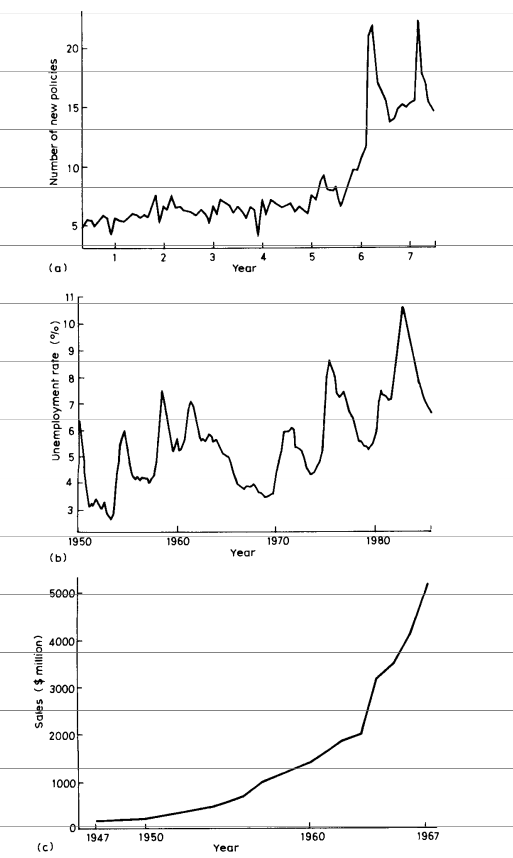 Number of new policies
20
15
10
5
1 2 3 4 5 6 7
Year
(a)
Unemployment rate (%)
11
10
9
8
7
6
5
4
3
1950 1960 1970 1980
Year
(b)
Sales ($ million)
5000
4000
3000
2000
1000
0
1947 1950 1960 1967
Year
(c)